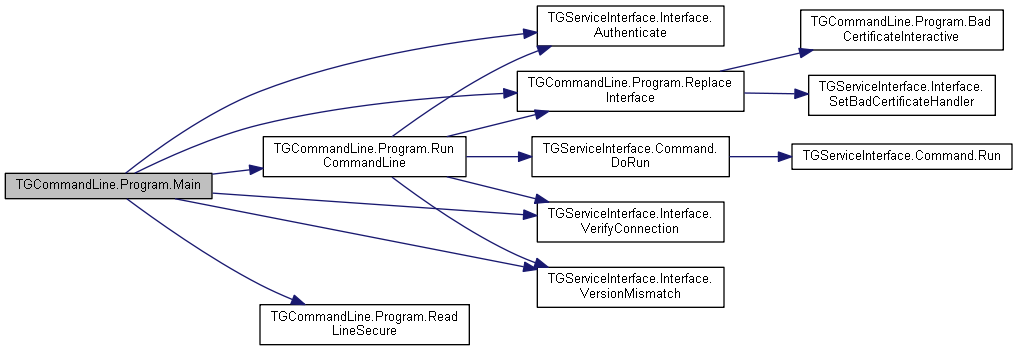 TGCommandLine.Program.Main
TGCommandLine.Program.Run
CommandLine
TGCommandLine.Program.Read
LineSecure
TGServiceInterface.Interface.
Authenticate
TGCommandLine.Program.Replace
Interface
TGServiceInterface.Command.
DoRun
TGServiceInterface.Interface.
VerifyConnection
TGServiceInterface.Interface.
VersionMismatch
TGCommandLine.Program.Bad
CertificateInteractive
TGServiceInterface.Interface.
SetBadCertificateHandler
TGServiceInterface.Command.Run